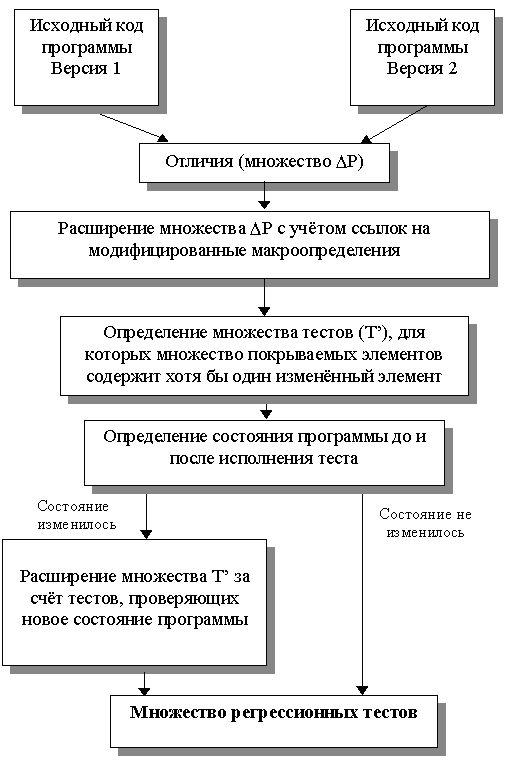 Исходный код
программы
Версия 1
Исходный код
программы
Версия 2
Отличия (множество ΔP)
Расширение множества ΔP с учётом ссылок на
модифицированные макроопределения
Определение множества тестов (T’), для
которых множество покрываемых элементов
содержит хотя бы один изменённый элемент
Определение состояния программы до и
после исполнения теста
Состояние
изменилось
Состояние не
изменилось
Расширение множества T’ за
счёт тестов, проверяющих
новое состояние программы
Множество регрессионных тестов